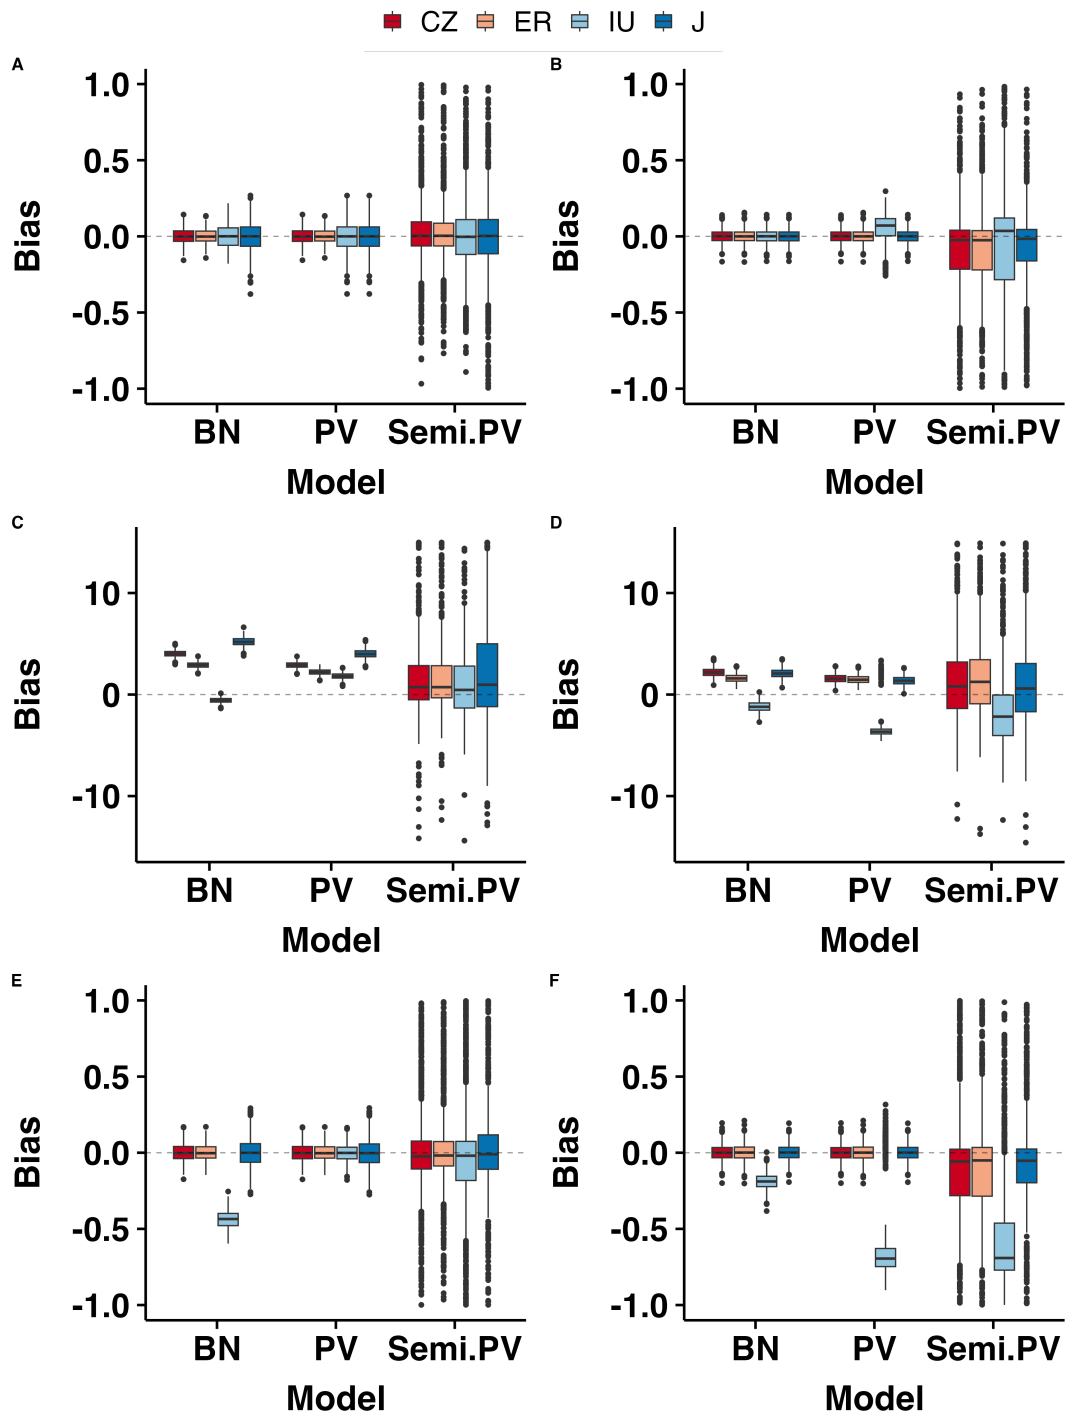 CZ ER IU J
A
1.0
0.5
0.0
-0.5
-1.0
Bias
BN PV Semi.PV
Model
B
1.0
0.5
0.0
-0.5
-1.0
Bias
BN PV Semi.PV
Model
C
10
0
-10
Bias
BN PV Semi.PV
Model
D
10
0
-10
Bias
BN PV Semi.PV
Model
E
1.0
0.5
0.0
-0.5
-1.0
Bias
BN PV Semi.PV
Model
F
1.0
0.5
0.0
-0.5
-1.0
Bias
BN PV Semi.PV
Model